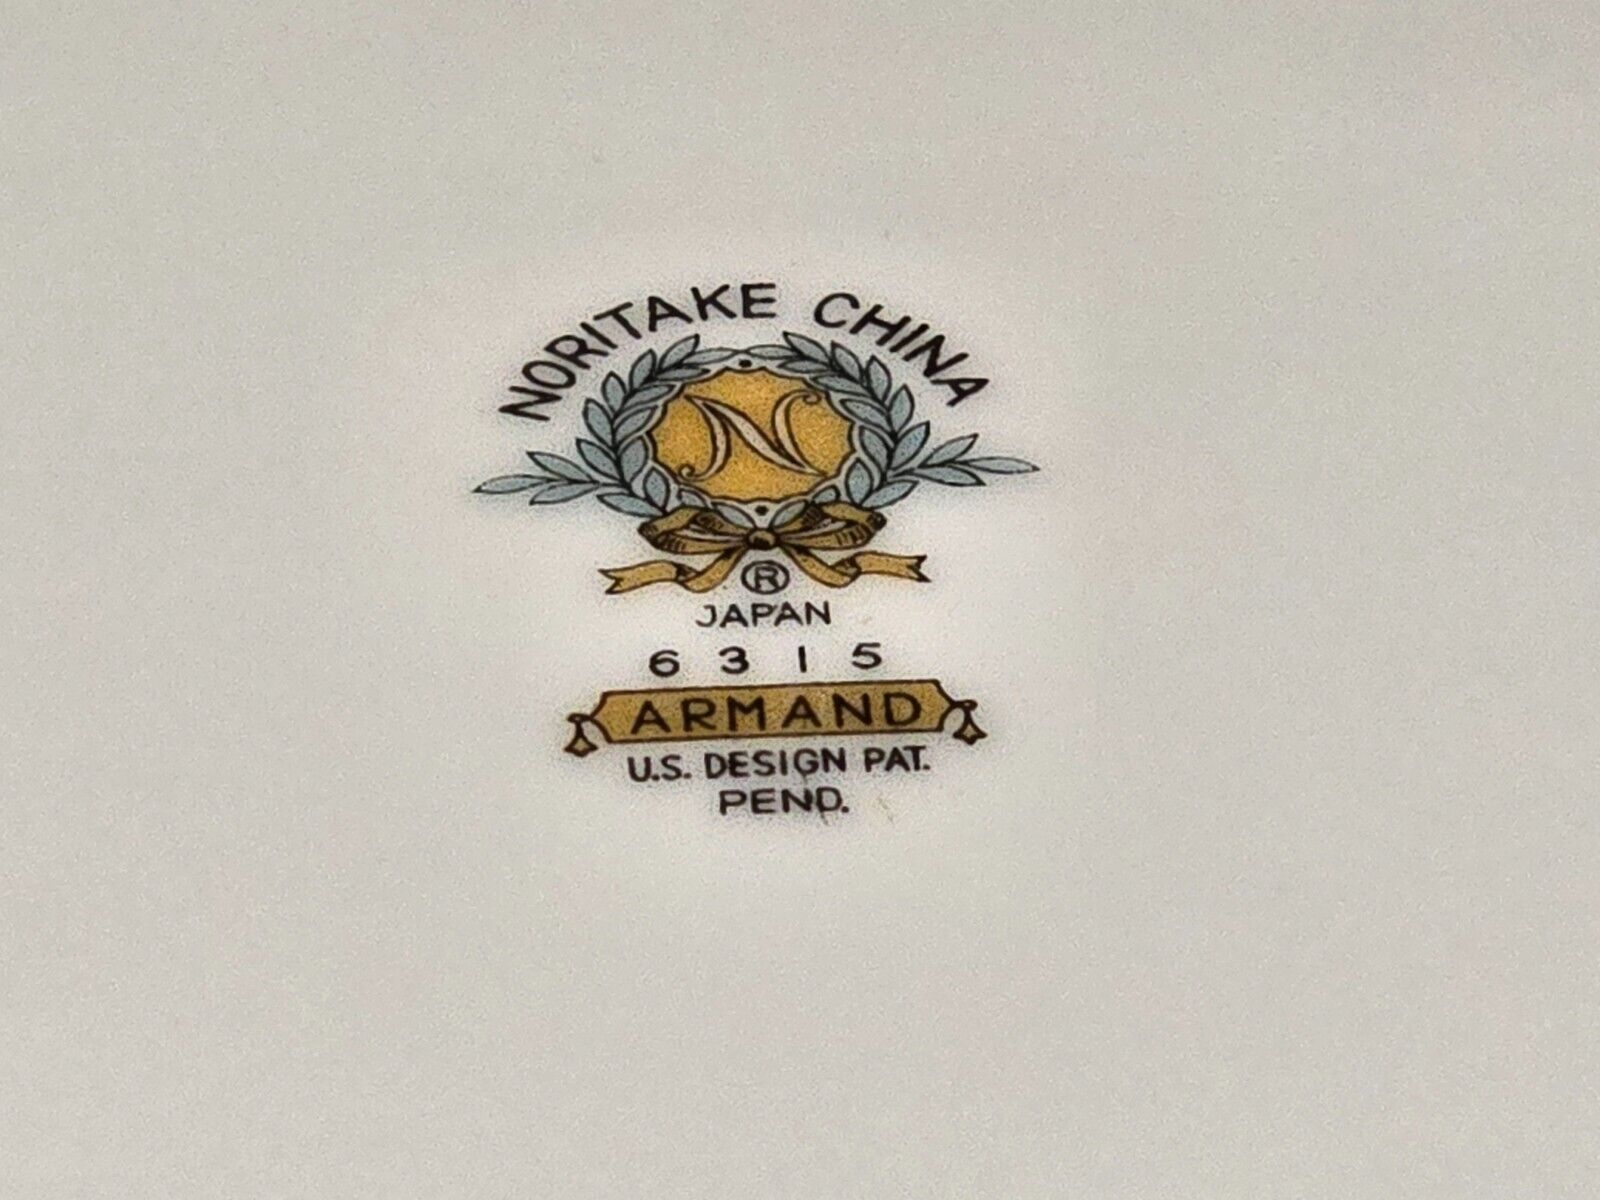 NORITAKE CHINA
N
®
JAPAN
6315
ARMAND
U.S. DESIGN PAT.
PEND.